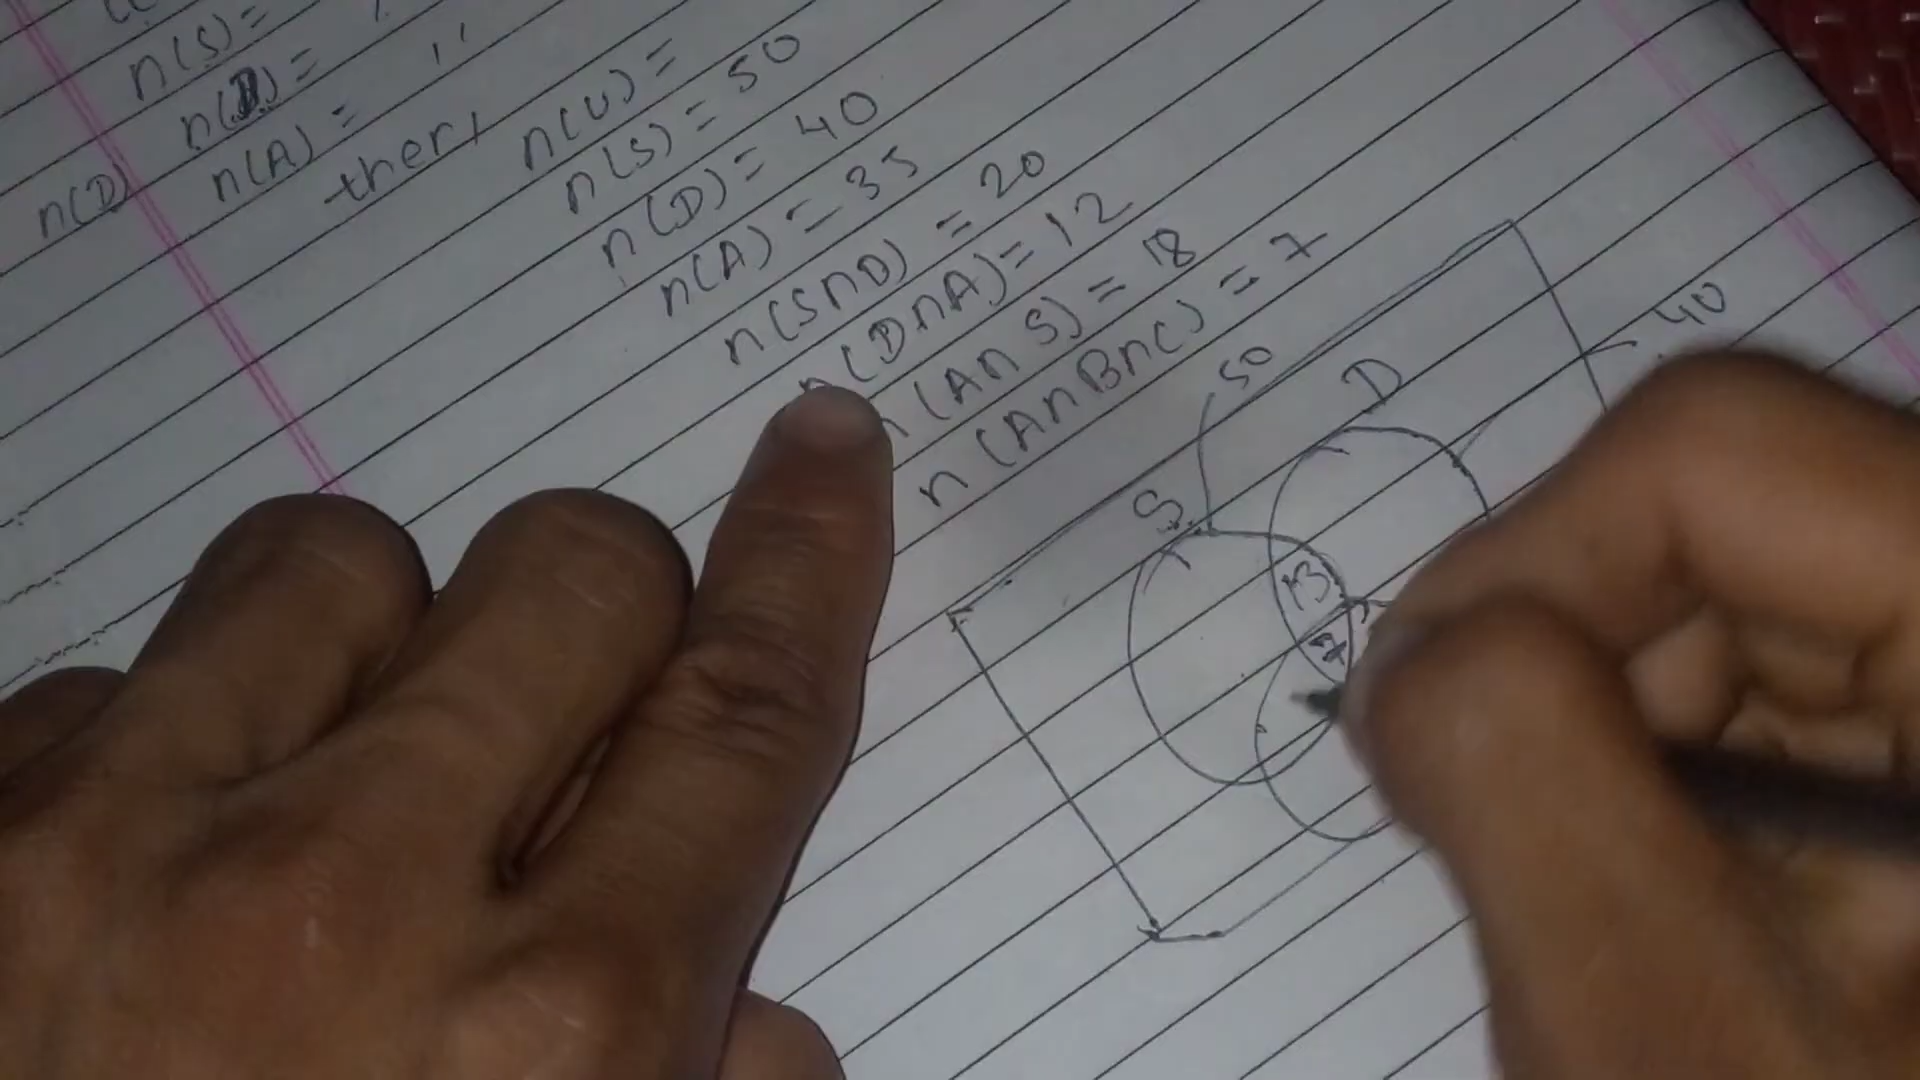 n(S) =
n(D) =
n(D)
n(A) =
then,
n(U) =
n(S) = 50
n(D) = 40
n(A) = 35
n(S∩D) = 20
n(D∩A) = 12
(A∩S) = 18
n(A∩B∩C) = 7
50
40
S
D
13
7